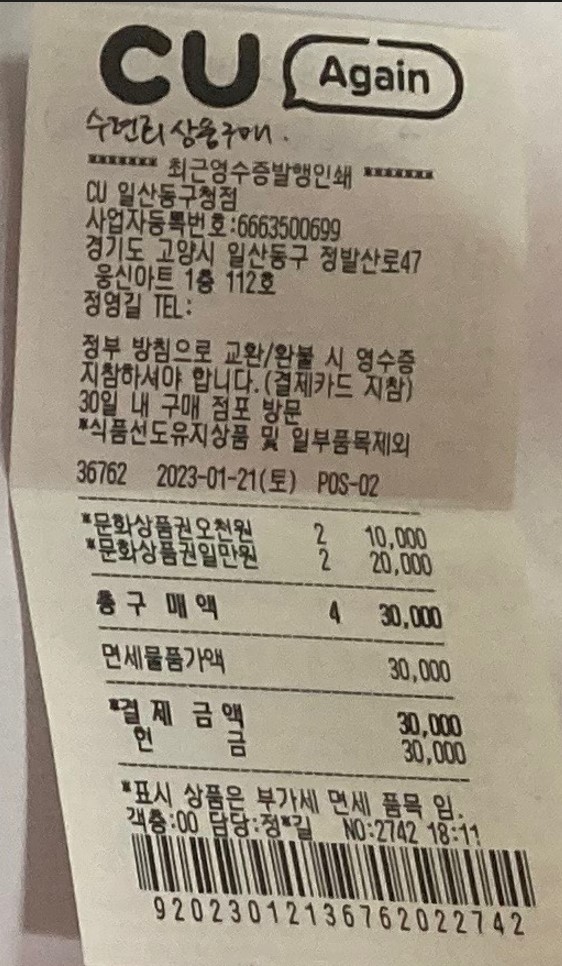 CU Again
상품구매.
******* 최근영수증발행인쇄 *******
CU 일산동구청점
사업자등록번호:6663500699
경기도 고양시 일산동구 정발산로47
웅신아트 1층 112호
정영길 TEL:
정부 방침으로 교환/환불 시 영수증
지참하셔야 합니다.(결제카드 지참)
30일 내 구매 점포 방문
*식품선도유지상품 및 일부품목제외
36762 2023-01-21(토) POS-02
*문화상품권오천원 2 10,000
*문화상품권일만원 2 20,000
총 구 매 액 4 30,000
면세물품가액 30,000
*결 제 금 액 30,000
현 금 30,000
*표시 상품은 부가세 면세 품목 임.
객층:00 담당:정*길 NO:2742 18:11
92023012136762022742